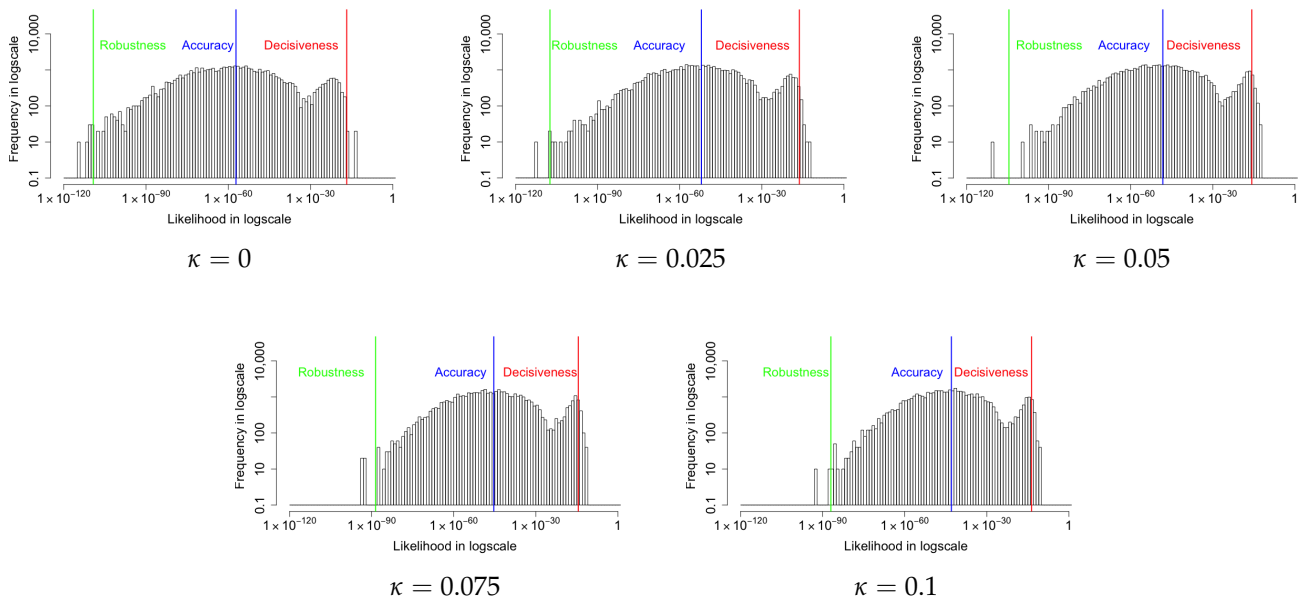 Robustness Accuracy Decisiveness
Frequency in logscale
10,000
100
10
0.1
1 × 10⁻¹²⁰ 1 × 10⁻⁹⁰ 1 × 10⁻⁶⁰ 1 × 10⁻³⁰ 1
Likelihood in logscale
κ = 0
Robustness Accuracy Decisiveness
Frequency in logscale
10,000
100
10
0.1
1 × 10⁻¹²⁰ 1 × 10⁻⁹⁰ 1 × 10⁻⁶⁰ 1 × 10⁻³⁰ 1
Likelihood in logscale
κ = 0.025
Robustness Accuracy Decisiveness
Frequency in logscale
10,000
100
10
0.1
1 × 10⁻¹²⁰ 1 × 10⁻⁹⁰ 1 × 10⁻⁶⁰ 1 × 10⁻³⁰ 1
Likelihood in logscale
κ = 0.05
Robustness Accuracy Decisiveness
Frequency in logscale
10,000
100
10
0.1
1 × 10⁻¹²⁰ 1 × 10⁻⁹⁰ 1 × 10⁻⁶⁰ 1 × 10⁻³⁰ 1
Likelihood in logscale
κ = 0.075
Robustness Accuracy Decisiveness
Frequency in logscale
10,000
100
10
0.1
1 × 10⁻¹²⁰ 1 × 10⁻⁹⁰ 1 × 10⁻⁶⁰ 1 × 10⁻³⁰ 1
Likelihood in logscale
κ = 0.1